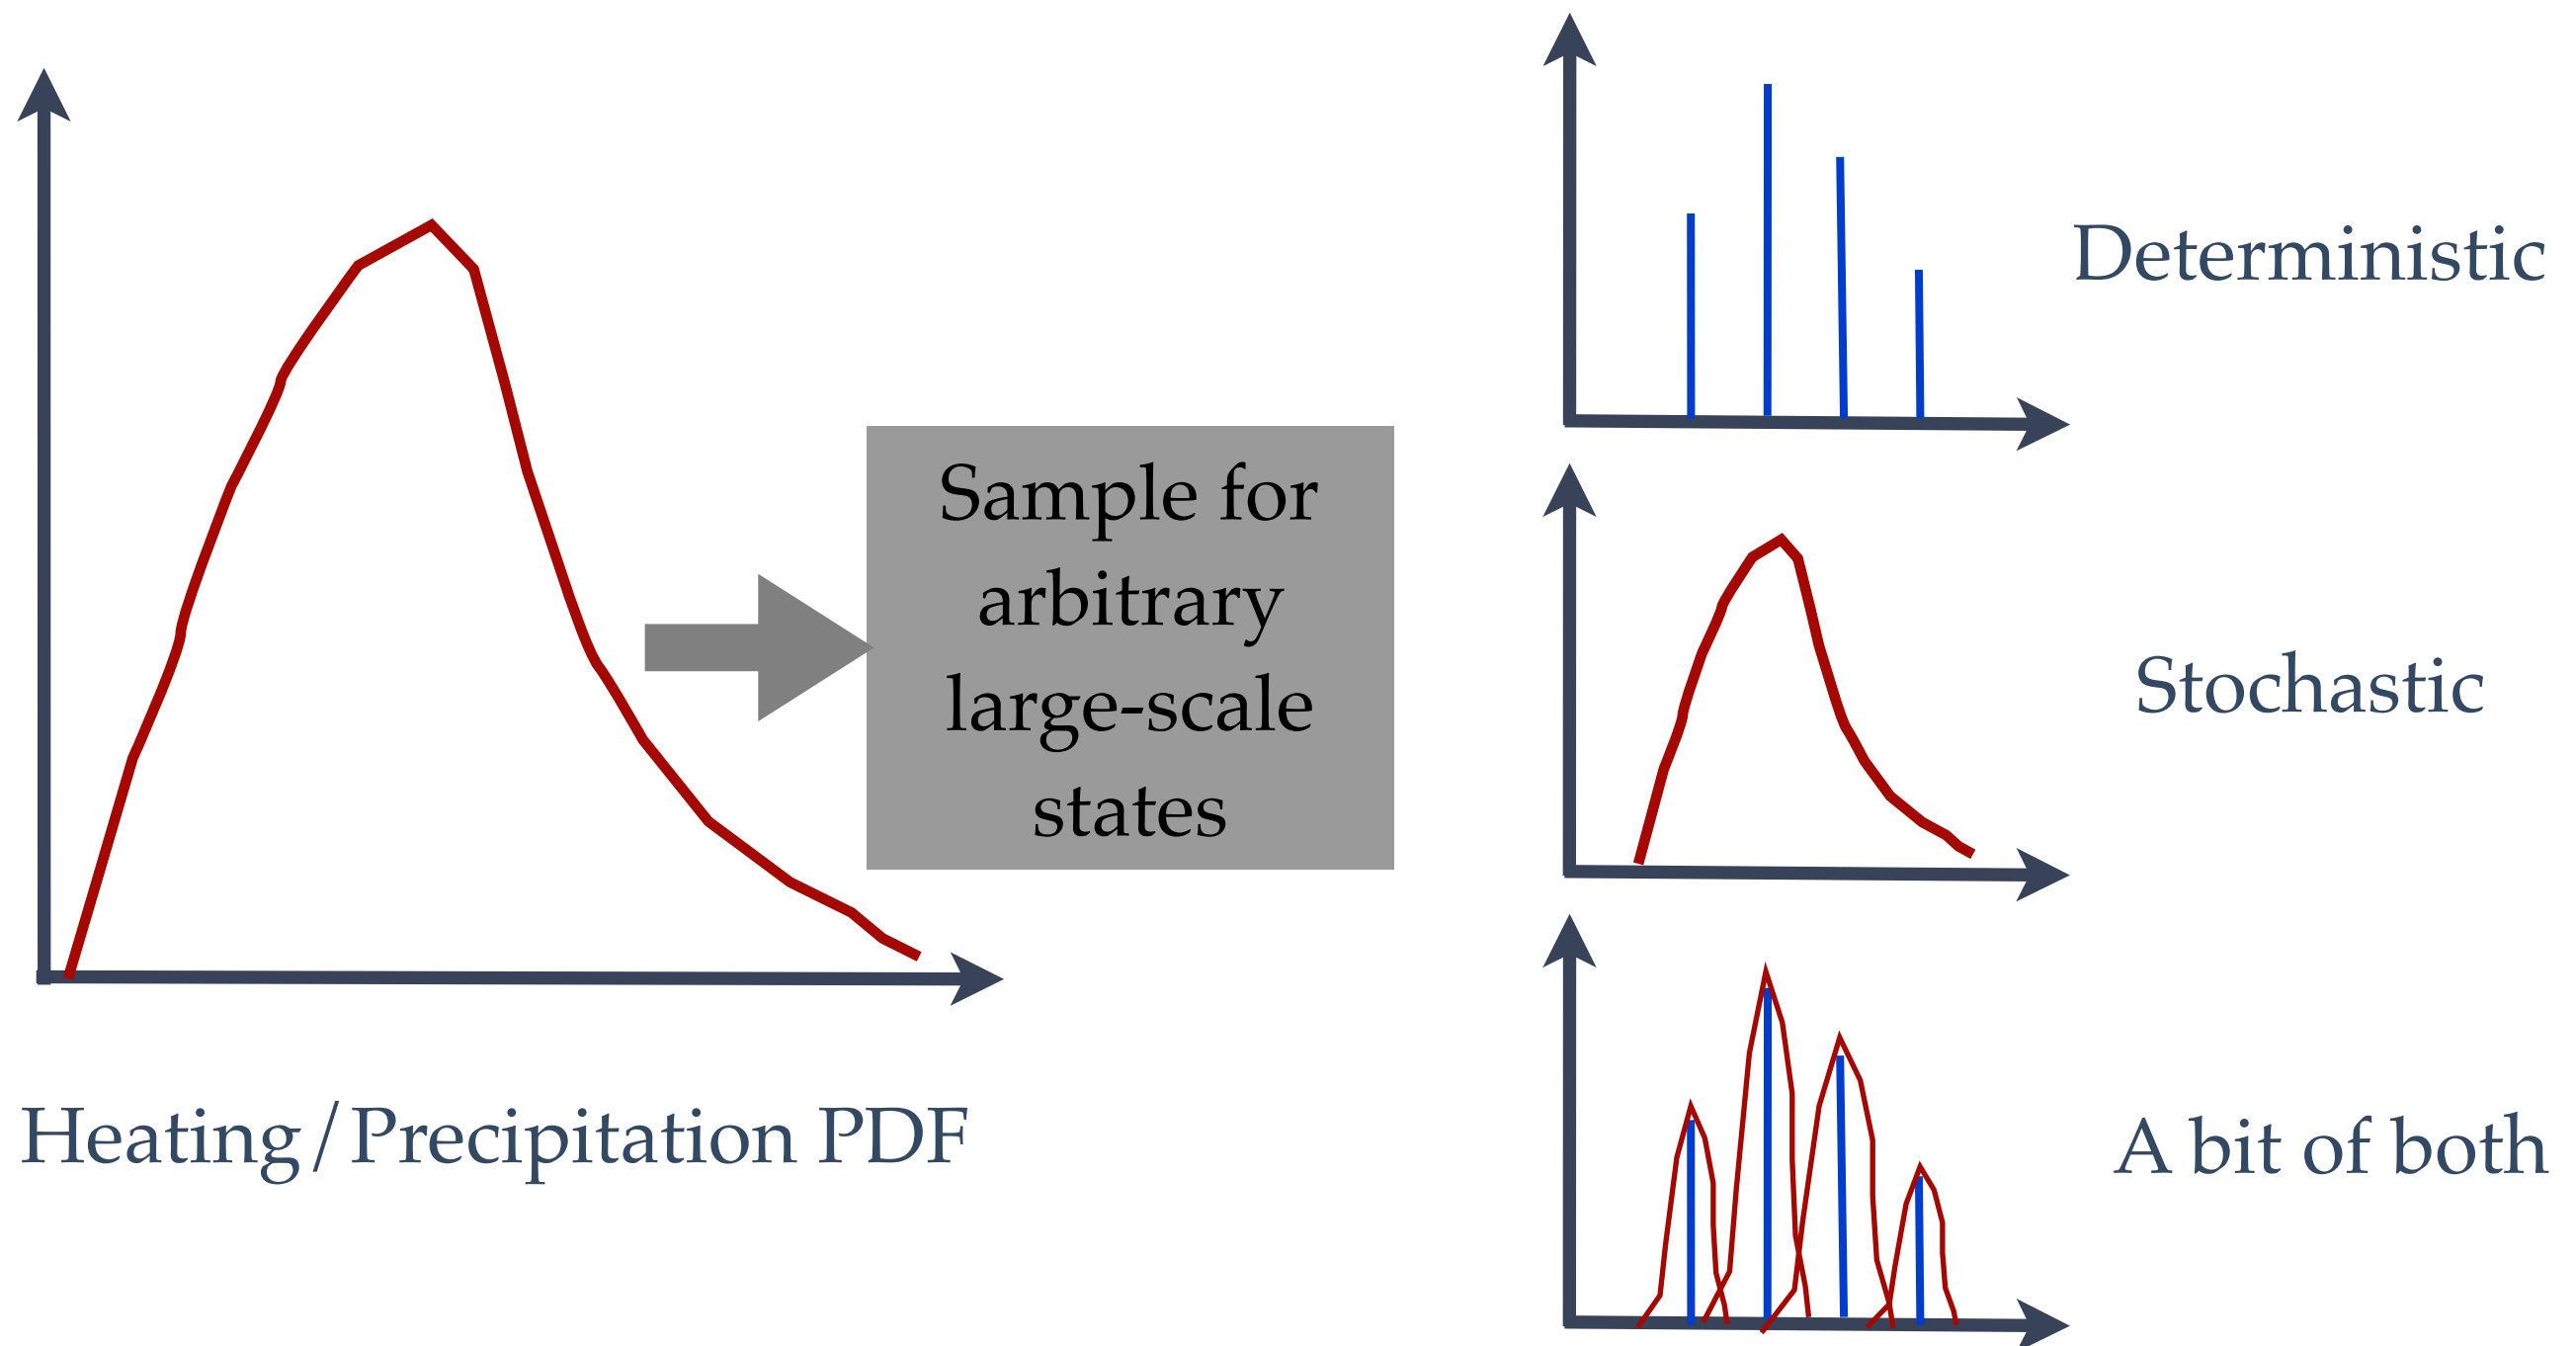 Heating/Precipitation PDF
Sample for
arbitrary
large-scale
states
Deterministic
Stochastic
A bit of both